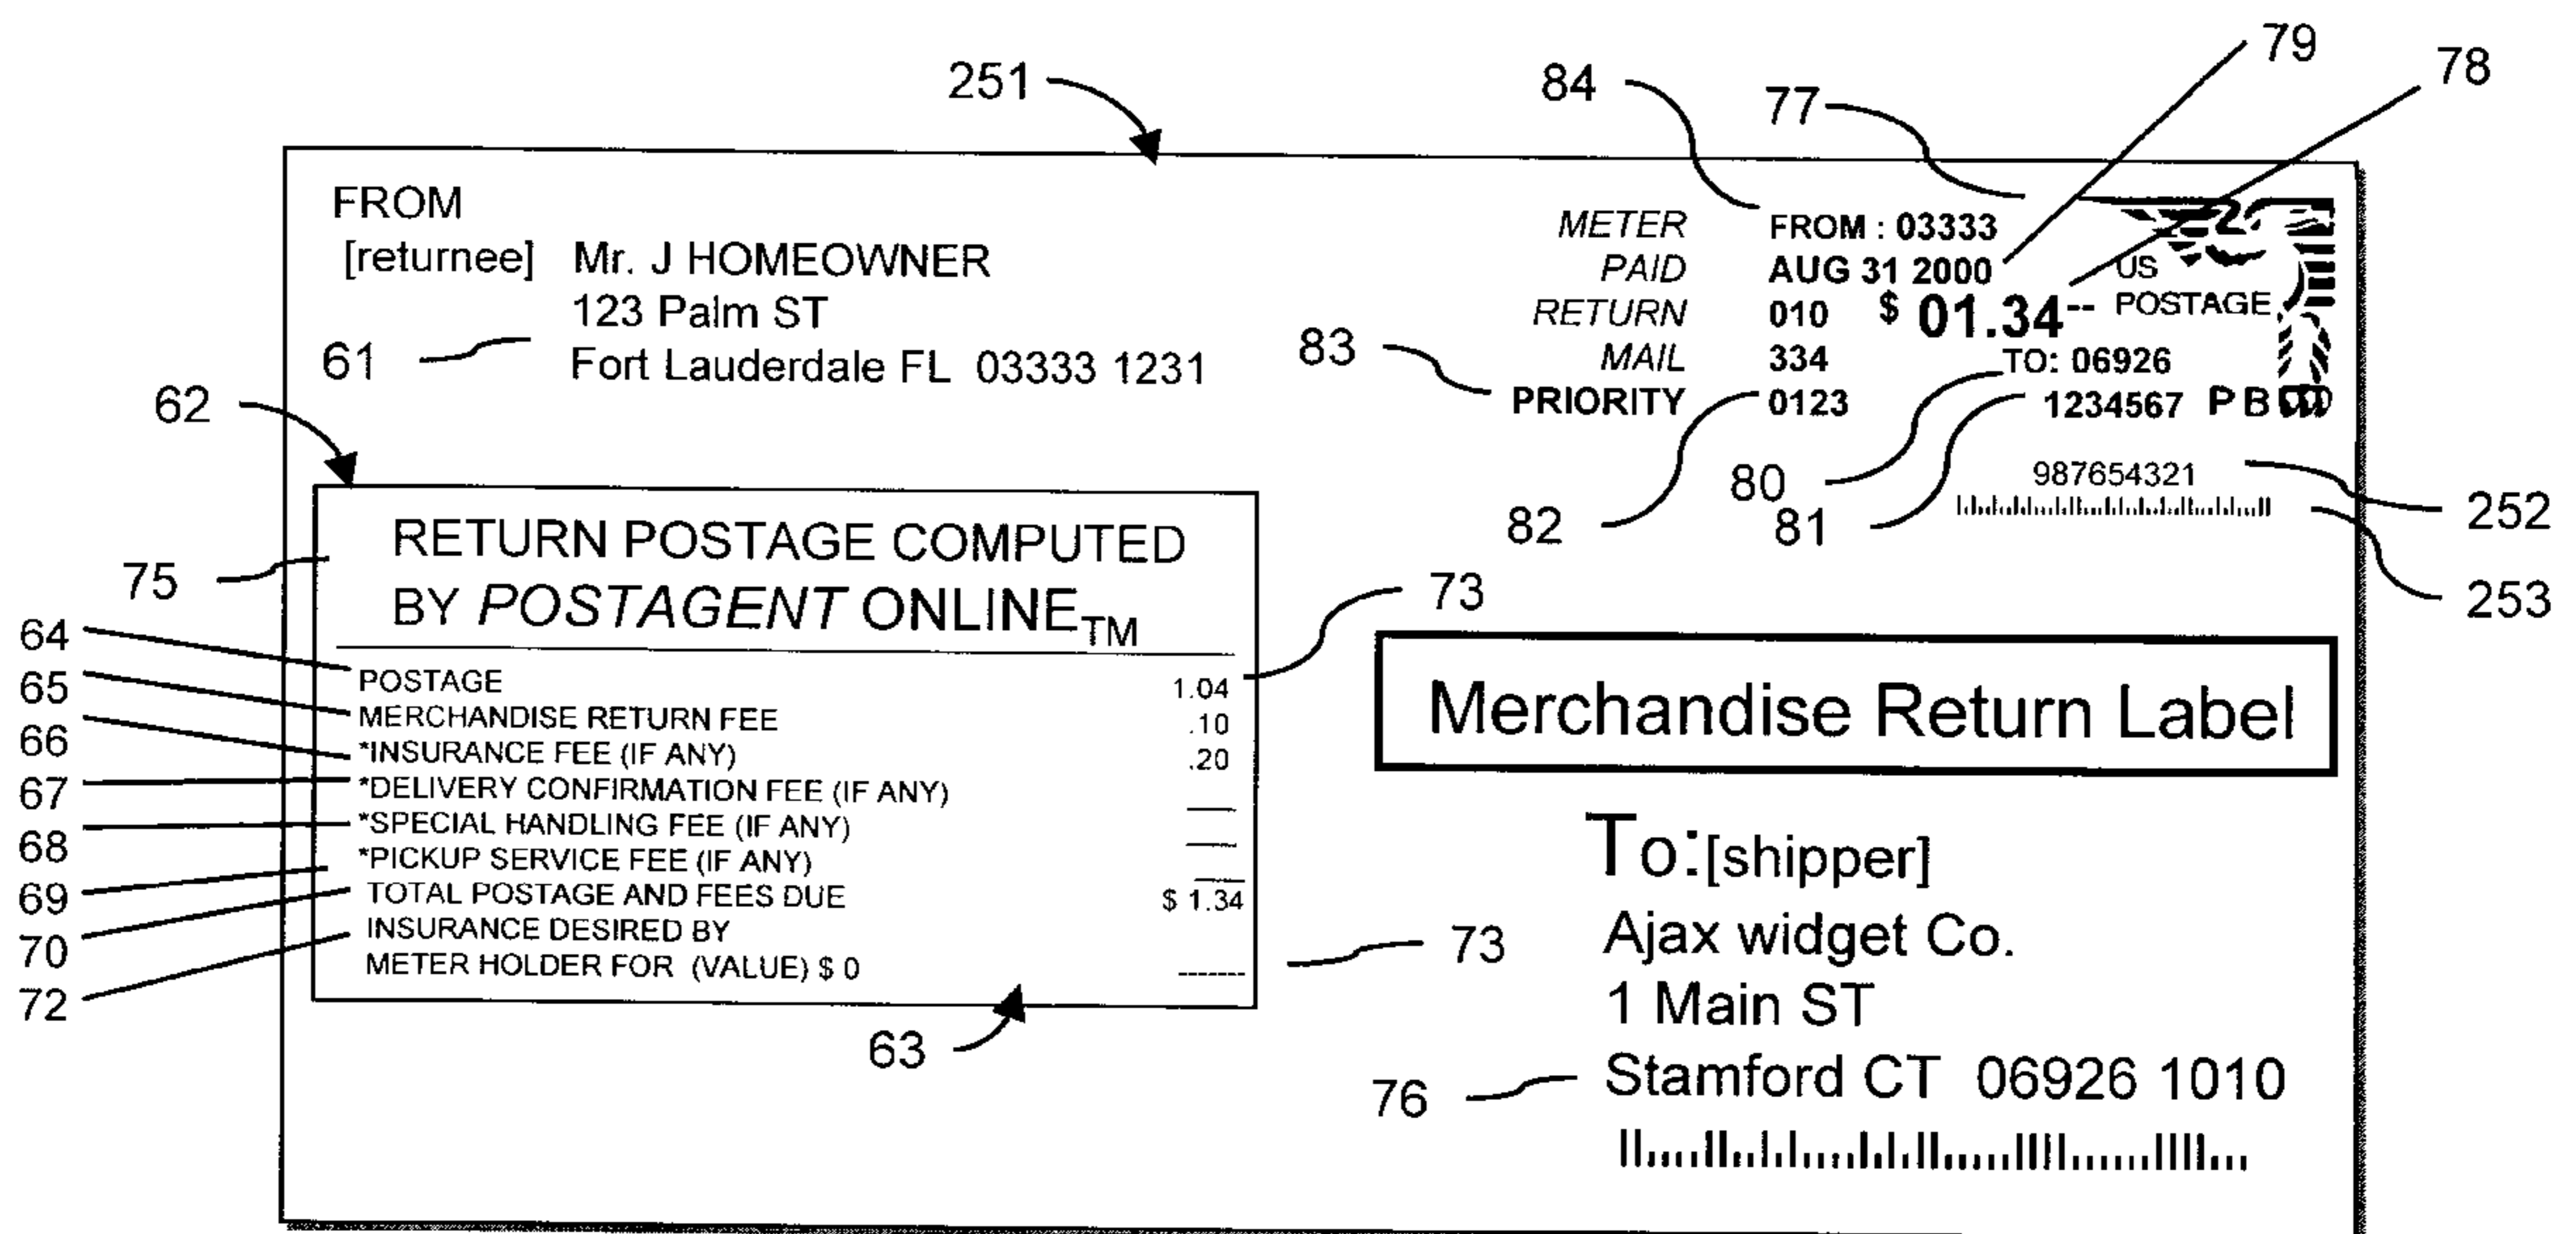 251
84
77
79
78
FROM
[returnee] Mr. J HOMEOWNER
123 Palm ST
Fort Lauderdale FL 03333 1231
61
62
METER FROM : 03333
PAID AUG 31 2000
RETURN 010 $ 01.34-- US POSTAGE
MAIL 334 TO: 06926
PRIORITY 0123 1234567 PB
83
82
80
81
987654321
252
253
75
RETURN POSTAGE COMPUTED
BY POSTAGENT ONLINE TM
73
64
65
66
67
68
69
70
72
POSTAGE 1.04
MERCHANDISE RETURN FEE .10
*INSURANCE FEE (IF ANY) .20
*DELIVERY CONFIRMATION FEE (IF ANY) ___
*SPECIAL HANDLING FEE (IF ANY) ___
*PICKUP SERVICE FEE (IF ANY) ___
TOTAL POSTAGE AND FEES DUE $ 1.34
INSURANCE DESIRED BY
METER HOLDER FOR (VALUE) $ 0 -------
73
63
Merchandise Return Label
To:[shipper]
Ajax widget Co.
1 Main ST
Stamford CT 06926 1010
76